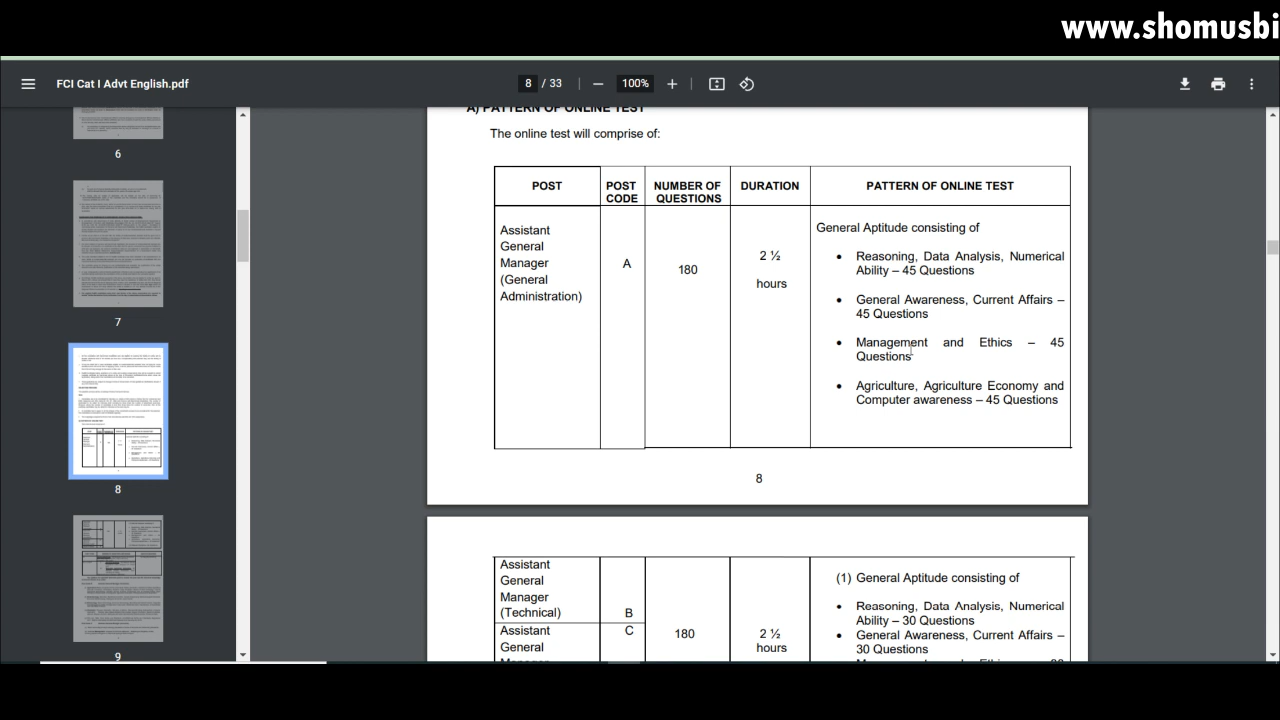 www.shomusbi
FCI Cat I Advt English.pdf
8 / 33
100%
A) PATTERN OF ONLINE TEST
The online test will comprise of:
POST
POST
CODE
NUMBER OF
QUESTIONS
DURATION
PATTERN OF ONLINE TEST
Assistant
General
Manager
(General
Administration)
A
180
2 ½
hours
General Aptitude consisting of
• Reasoning, Data Analysis, Numerical
Ability – 45 Questions
• General Awareness, Current Affairs –
45 Questions
• Management and Ethics – 45
Questions
• Agriculture, Agriculture Economy and
Computer awareness – 45 Questions
8
Assistant
General
Manager
(Technical)
B
Assistant
General
C
180
2 ½
hours
(1) General Aptitude consisting of
• Reasoning, Data Analysis, Numerical
Ability – 30 Questions
• General Awareness, Current Affairs –
30 Questions
6
7
8
9